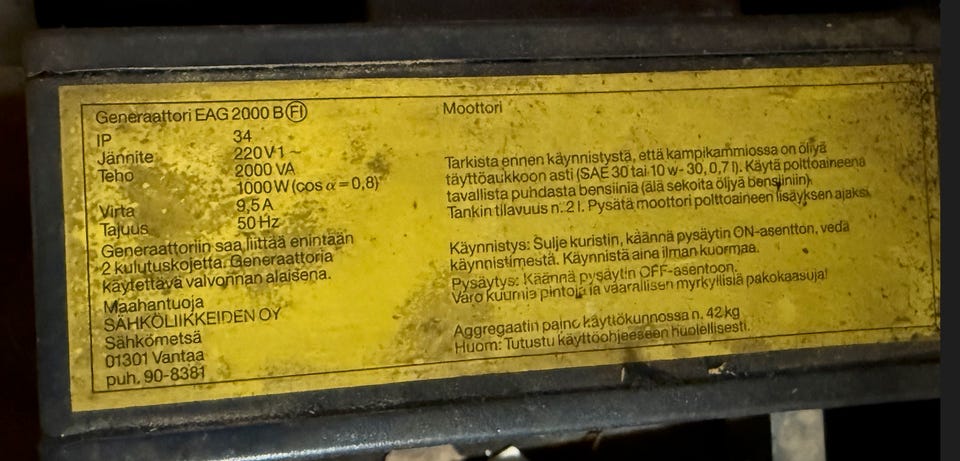 Generaattori EAG 2000 B FI
IP 34
Jännite 220V1~
Teho 2000 VA
1000 W (cos α = 0,8)
Virta 9,5A
Tajuus 50 Hz
Generaattoriin saa liittää enintään
2 kulutuskojetta. Generaattoria
käytettävä valvonnan alaisena.
Maahantuoja
SÄHKÖLIIKKEIDEN OY
Sähkömetsä
01301 Vantaa
puh. 90-8381
Moottori
Tarkista ennen käynnistystä, että kampikammiossa on öljyä
täyttöaukkoon asti (SAE 30 tai 10 w-30, 0,7 l). Käytä polttoaineena
tavallista puhdasta bensiiniä (älä sekoita öljyä bensiiniin).
Tankin tilavuus n. 2 l. Pysätä moottori polttoaineen lisäyksen ajaksi.
Käynnistys: Sulje kuristin, käännä pysäytin ON-asentton, vedä
käynnistimestä. Käynnistä aina ilman kuormaa.
Pysäytys: Käännä pysäytin OFF-asentoon.
Varo kuumia pintoja ja vaarallisen myrkyllisiä pakokaasuja!
Aggregaatin paino käyttökunnossa n. 42 kg
Huom: Tutustu käyttöohjeeseen huolellisesti.